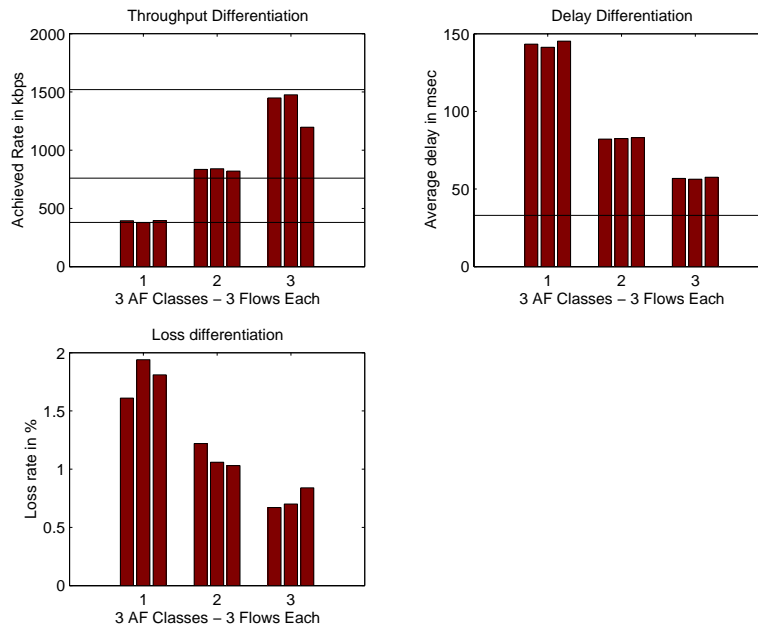 Throughput Differentiation
2000
1500
1000
500
0
Achieved Rate in kbps
1 2 3
3 AF Classes − 3 Flows Each
Delay Differentiation
150
100
50
0
Average delay in msec
1 2 3
3 AF Classes − 3 Flows Each
Loss differentiation
2
1.5
1
0.5
0
Loss rate in %
1 2 3
3 AF Classes − 3 Flows Each